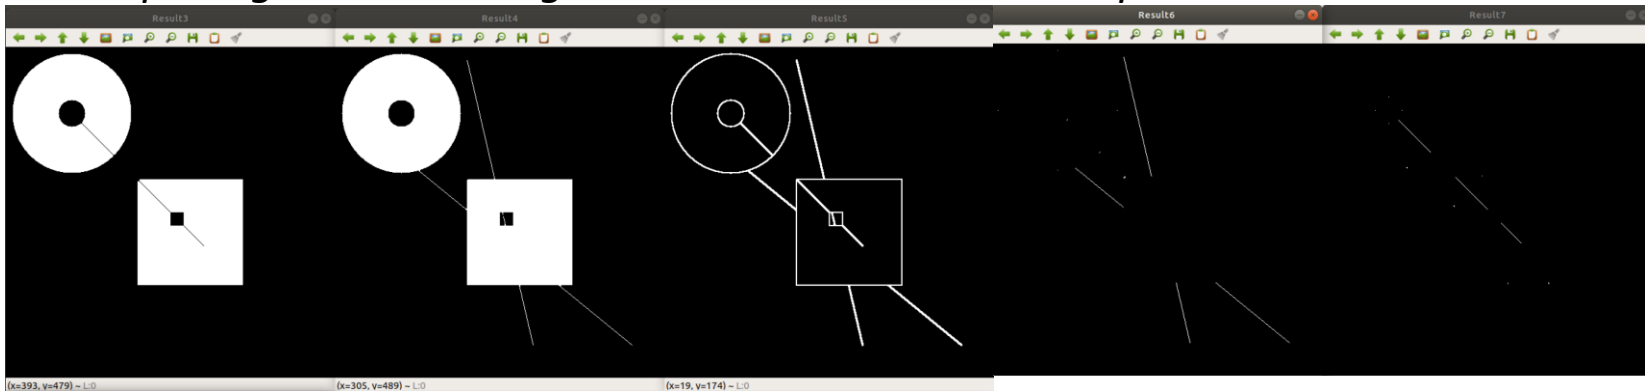 Result3
Result4
Result5
Result6
Result7
(x=393, y=479) ~ L:0
(x=305, y=489) ~ L:0
(x=19, y=174) ~ L:0